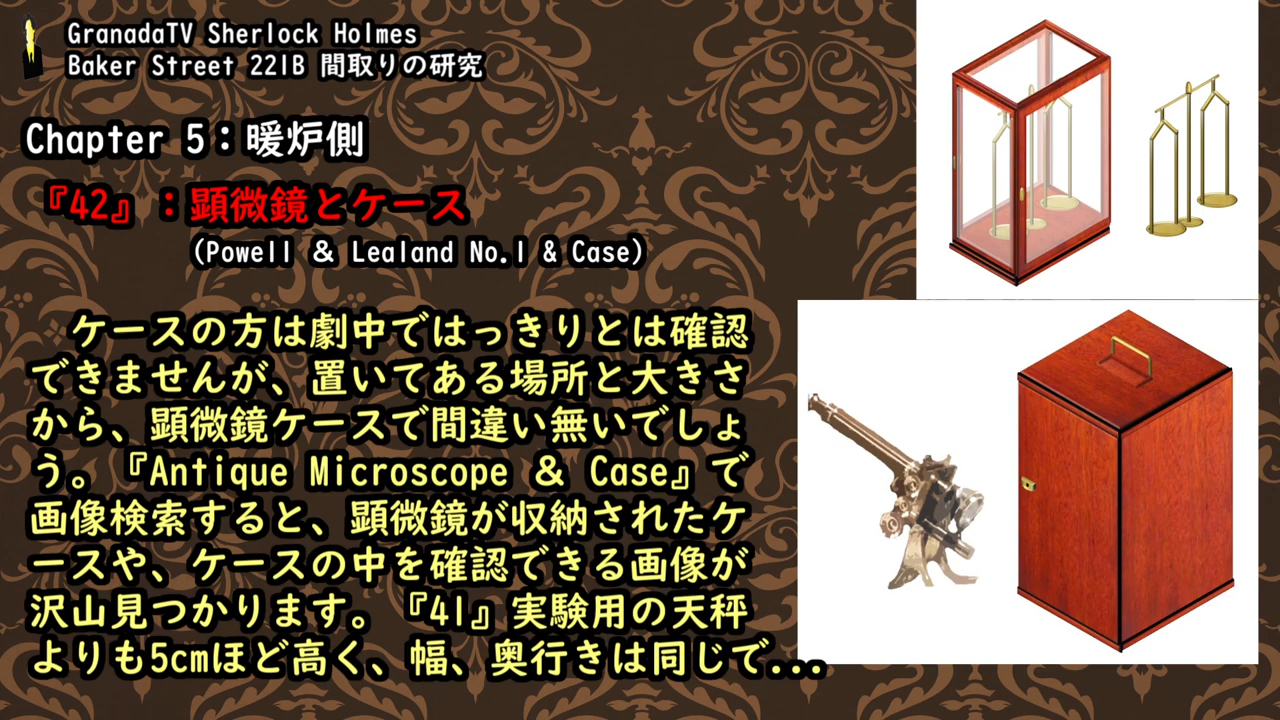 GranadaTV Sherlock Holmes
Baker Street 221B 間取りの研究
Chapter 5：暖炉側
『42』：顕微鏡とケース
(Powell & Lealand No.1 & Case)
ケースの方は劇中ではっきりとは確認
できませんが、置いてある場所と大きさ
から、顕微鏡ケースで間違い無いでしょ
う。『Antique Microscope & Case』で
画像検索すると、顕微鏡が収納されたケ
ースや、ケースの中を確認できる画像が
沢山見つかります。『41』実験用の天秤
よりも5cmほど高く、幅、奥行きは同じで...